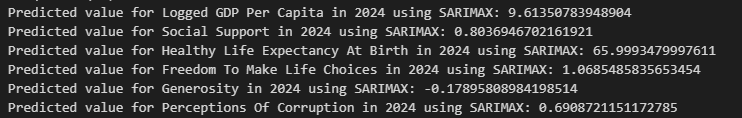 Predicted value for Logged GDP Per Capita in 2024 using SARIMAX: 9.61350783948904
Predicted value for Social Support in 2024 using SARIMAX: 0.8036946702161921
Predicted value for Healthy Life Expectancy At Birth in 2024 using SARIMAX: 65.9993479997611
Predicted value for Freedom To Make Life Choices in 2024 using SARIMAX: 1.0685485835653454
Predicted value for Generosity in 2024 using SARIMAX: -0.17895808984198514
Predicted value for Perceptions Of Corruption in 2024 using SARIMAX: 0.6908721151172785